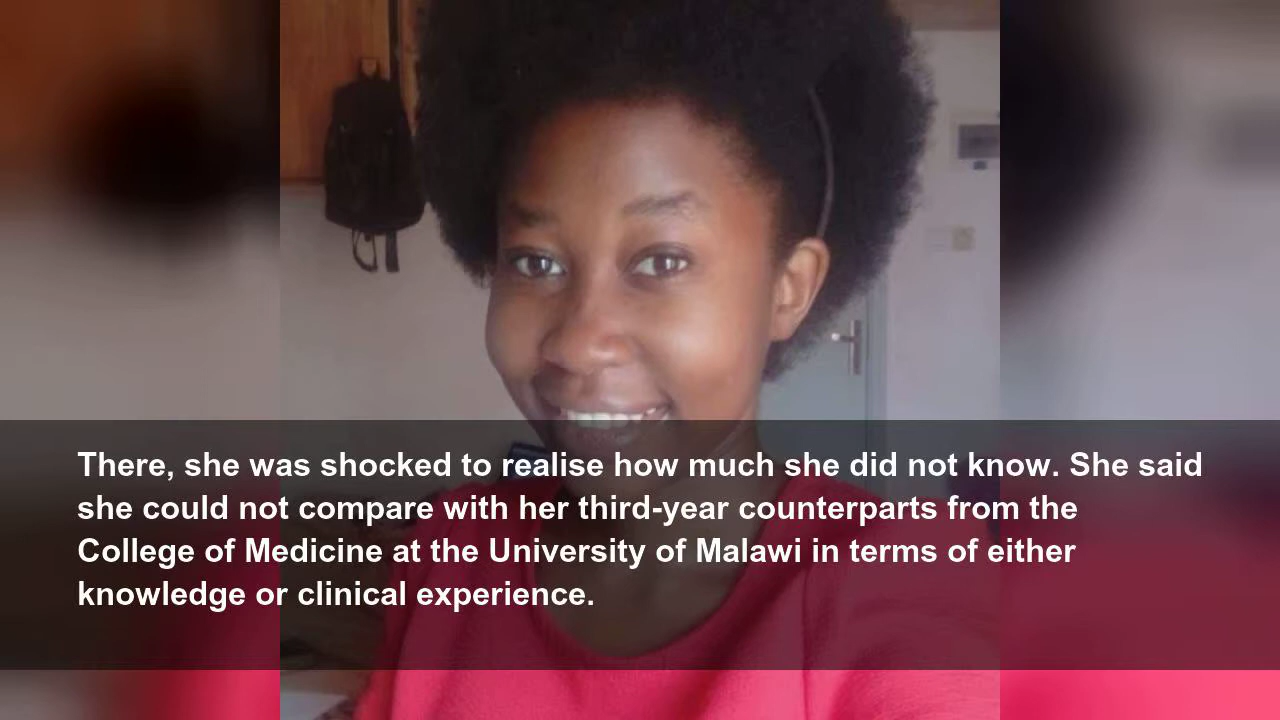 There, she was shocked to realise how much she did not know. She said
she could not compare with her third-year counterparts from the
College of Medicine at the University of Malawi in terms of either
knowledge or clinical experience.